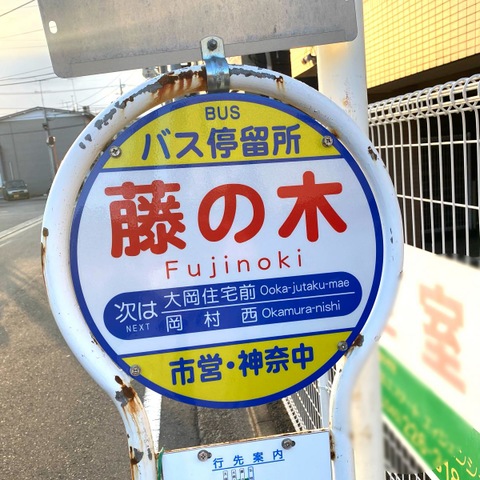 BUS
バス停留所
藤の木
Fujinoki
次は NEXT
大岡住宅前 Ooka-jutaku-mae
岡村西 Okamura-nishi
市営・神奈中
行先案内
室